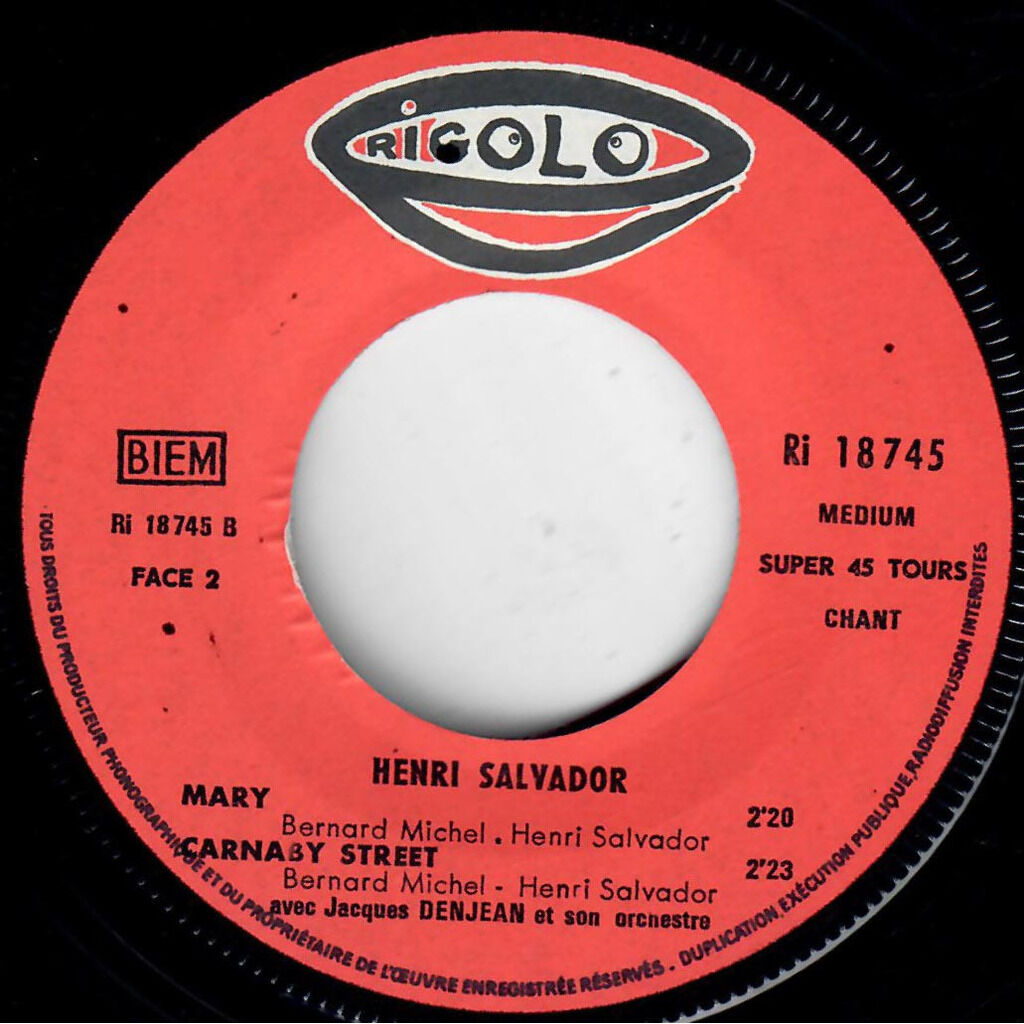 RIGOLO
BIEM
Ri 18745 B
FACE 2
Ri 18745
MEDIUM
SUPER 45 TOURS
CHANT
HENRI SALVADOR
MARY 2'20
Bernard Michel . Henri Salvador
CARNABY STREET 2'23
Bernard Michel - Henri Salvador
avec Jacques DENJEAN et son orchestre
TOUS DROITS DU PRODUCTEUR PHONOGRAPHIQUE ET DU PROPRIÉTAIRE DE L'ŒUVRE ENREGISTRÉE RÉSERVÉS . DUPLICATION, EXÉCUTION PUBLIQUE, RADIODIFFUSION INTERDITES